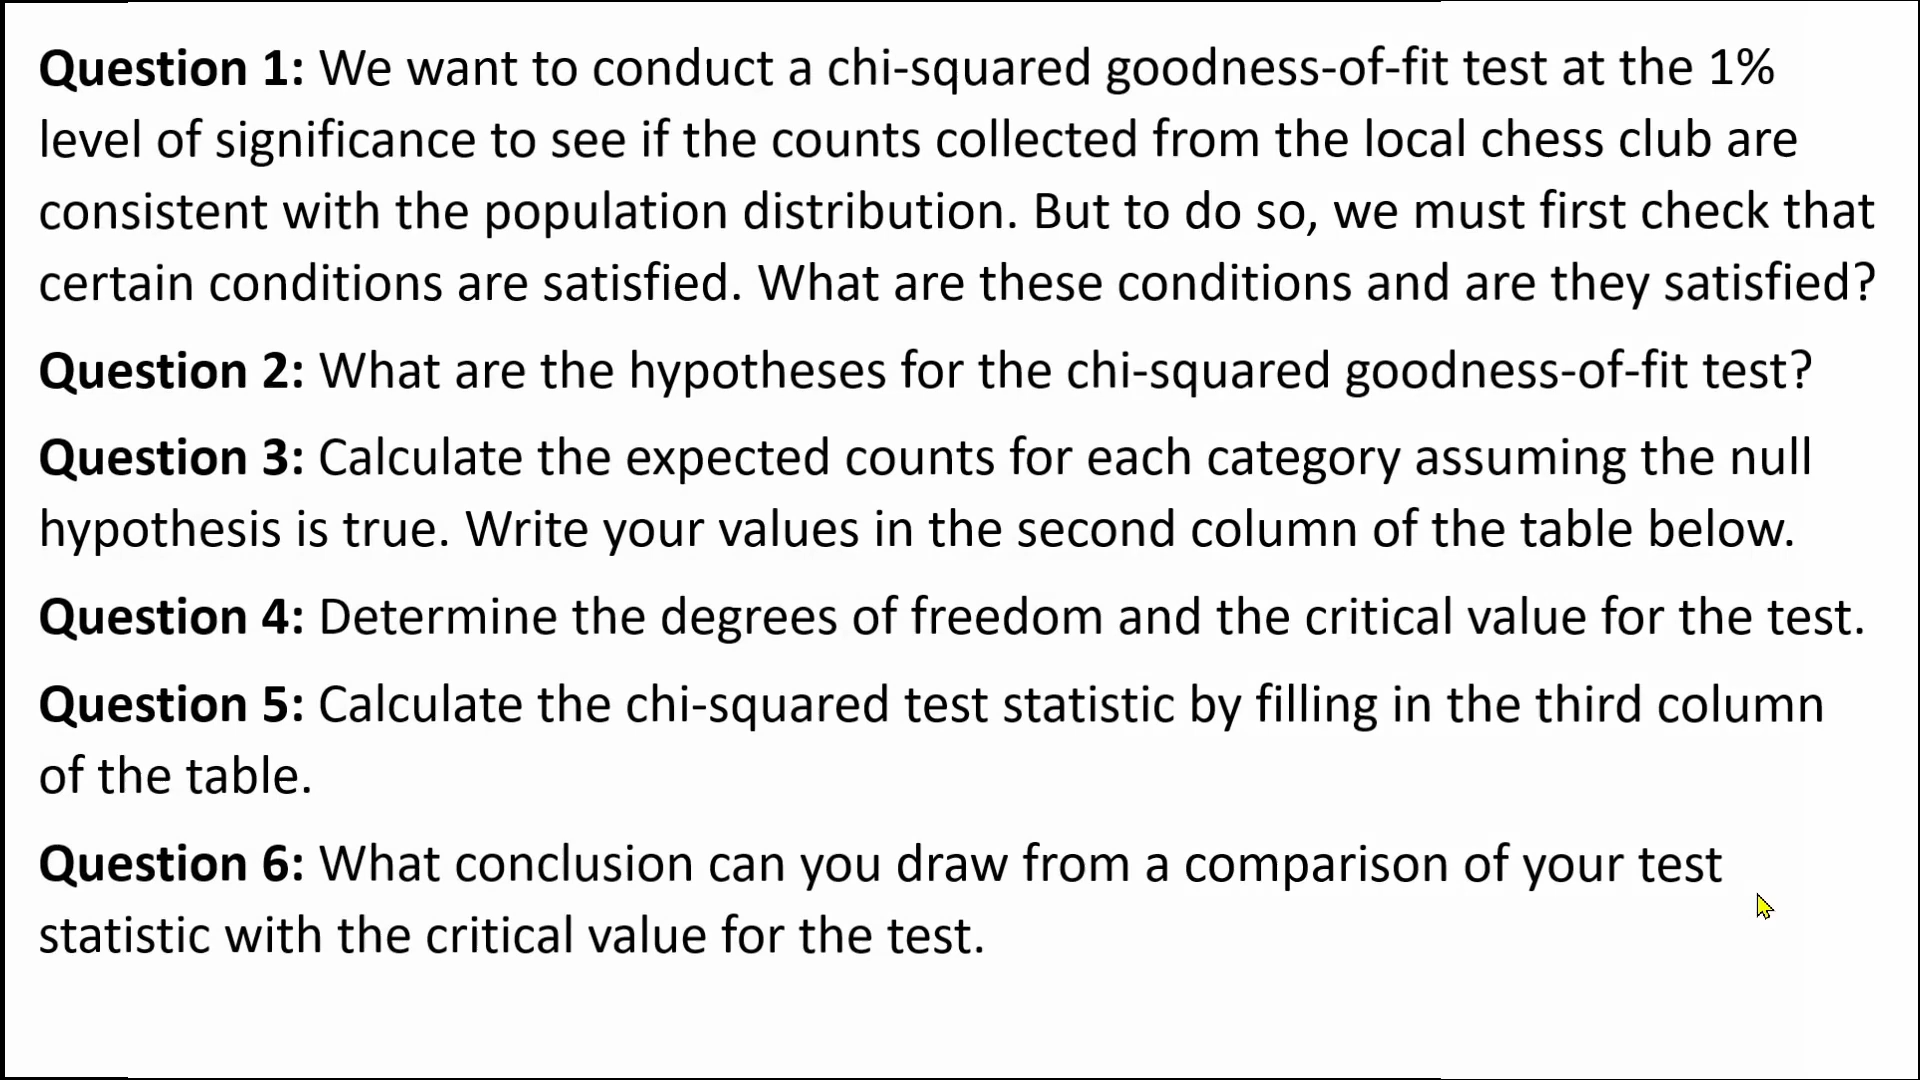 Question 1: We want to conduct a chi-squared goodness-of-fit test at the 1%
level of significance to see if the counts collected from the local chess club are
consistent with the population distribution. But to do so, we must first check that
certain conditions are satisfied. What are these conditions and are they satisfied?
Question 2: What are the hypotheses for the chi-squared goodness-of-fit test?
Question 3: Calculate the expected counts for each category assuming the null
hypothesis is true. Write your values in the second column of the table below.
Question 4: Determine the degrees of freedom and the critical value for the test.
Question 5: Calculate the chi-squared test statistic by filling in the third column
of the table.
Question 6: What conclusion can you draw from a comparison of your test
statistic with the critical value for the test.